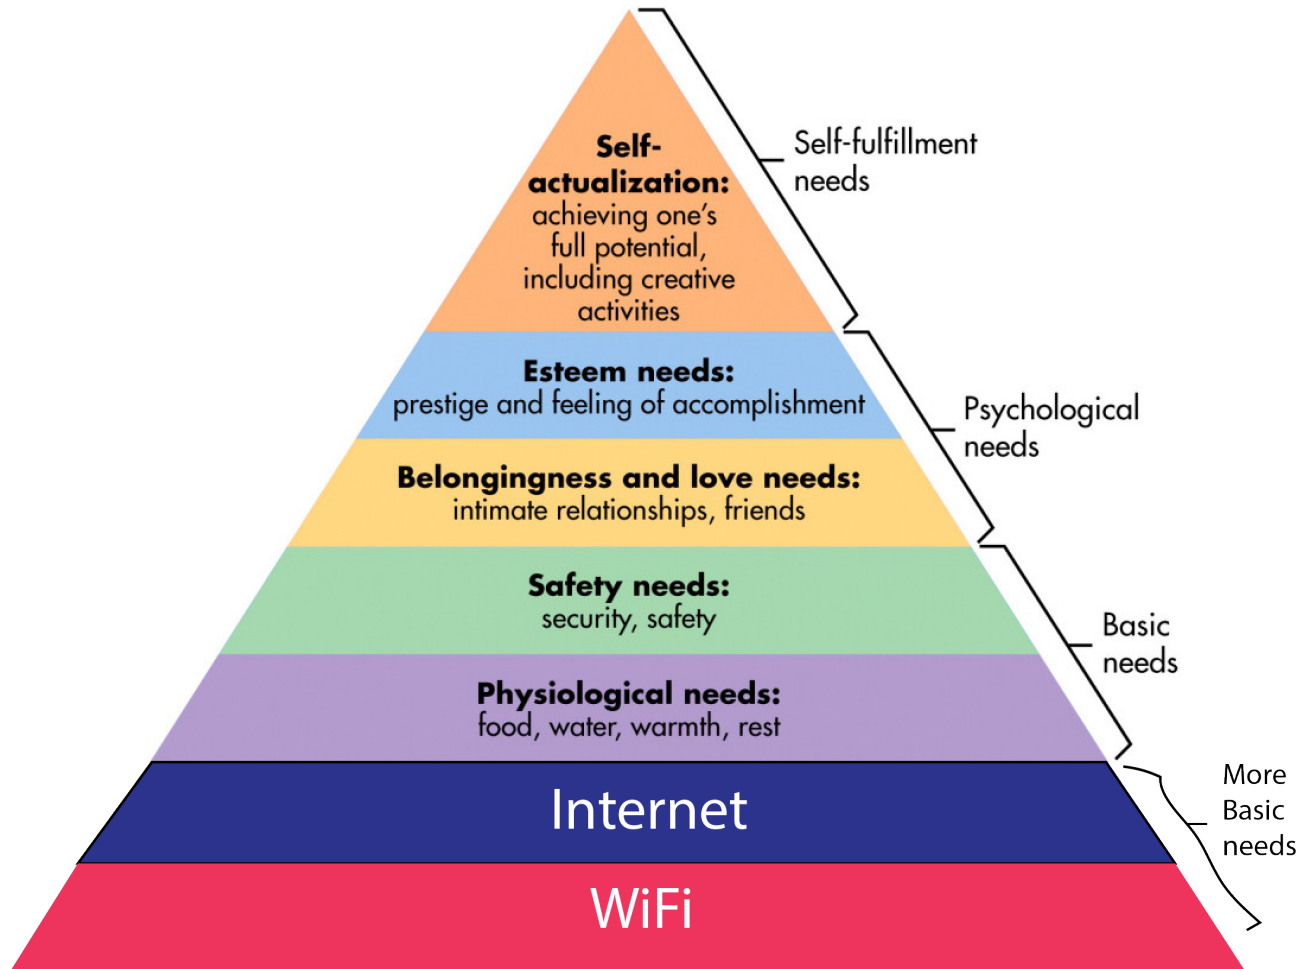 Self-
actualization:
achieving one's
full potential,
including creative
activities
Self-fulfillment
needs
Esteem needs:
prestige and feeling of accomplishment
Psychological
needs
Belongingness and love needs:
intimate relationships, friends
Safety needs:
security, safety
Basic
needs
Physiological needs:
food, water, warmth, rest
Internet
More
Basic
needs
WiFi